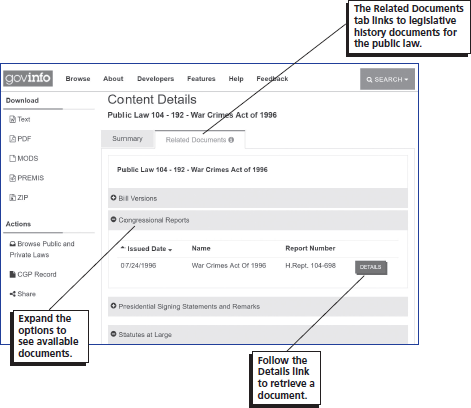 The Related Documents
tab links to legislative
history documents for
the public law.
govinfo Browse About Developers Features Help Feedback SEARCH
Download
Text
PDF
MODS
PREMIS
ZIP
Actions
Browse Public and
Private Laws
CGP Record
Share
Content Details
Public Law 104 - 192 - War Crimes Act of 1996
Summary Related Documents
Public Law 104 - 192 - War Crimes Act of 1996
Bill Versions
Congressional Reports
Issued Date Name Report Number
07/24/1996 War Crimes Act Of 1996 H.Rept. 104-698 DETAILS
Presidential Signing Statements and Remarks
Statutes at Large
Expand the
options to
see available
documents.
Follow the
Details link
to retrieve a
document.